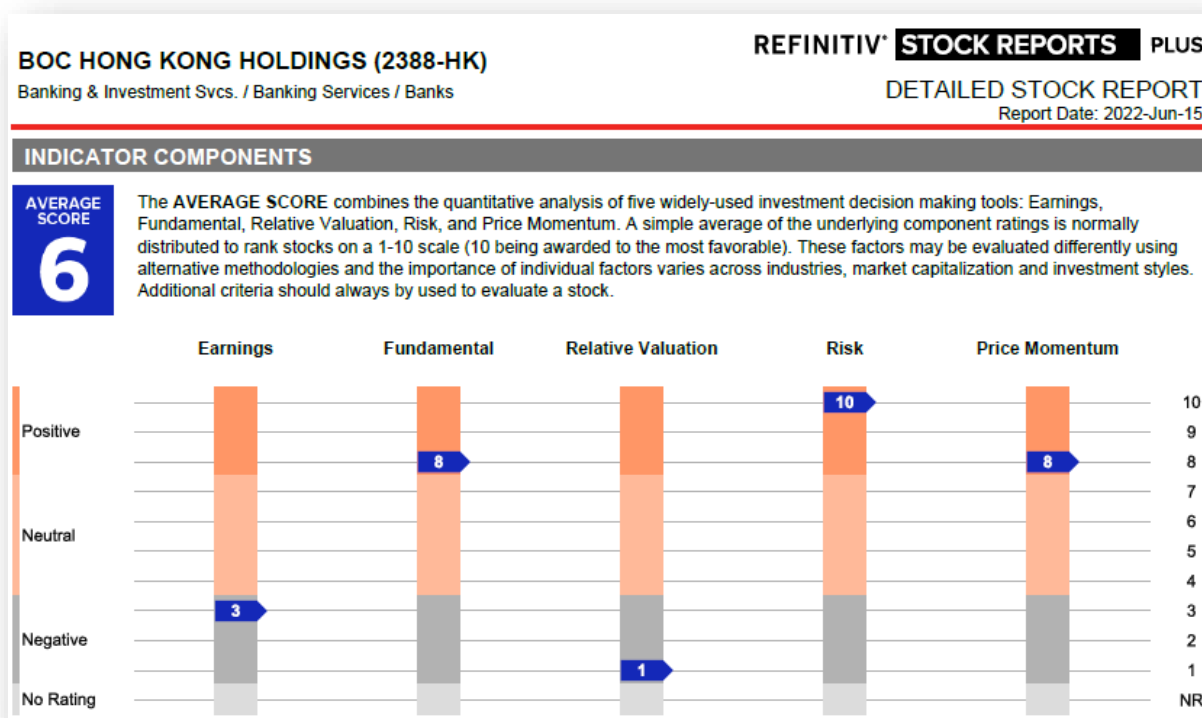 BOC HONG KONG HOLDINGS (2388-HK)
Banking & Investment Svcs. / Banking Services / Banks
REFINITIV® STOCK REPORTS PLUS
DETAILED STOCK REPORT
Report Date: 2022-Jun-15
INDICATOR COMPONENTS
AVERAGE
SCORE
6
The AVERAGE SCORE combines the quantitative analysis of five widely-used investment decision making tools: Earnings,
Fundamental, Relative Valuation, Risk, and Price Momentum. A simple average of the underlying component ratings is normally
distributed to rank stocks on a 1-10 scale (10 being awarded to the most favorable). These factors may be evaluated differently using
alternative methodologies and the importance of individual factors varies across industries, market capitalization and investment styles.
Additional criteria should always by used to evaluate a stock.
Earnings Fundamental Relative Valuation Risk Price Momentum
10 10
Positive 9
8 8 8
7
Neutral 6
5
4
3 3
Negative 2
1 1
No Rating NR